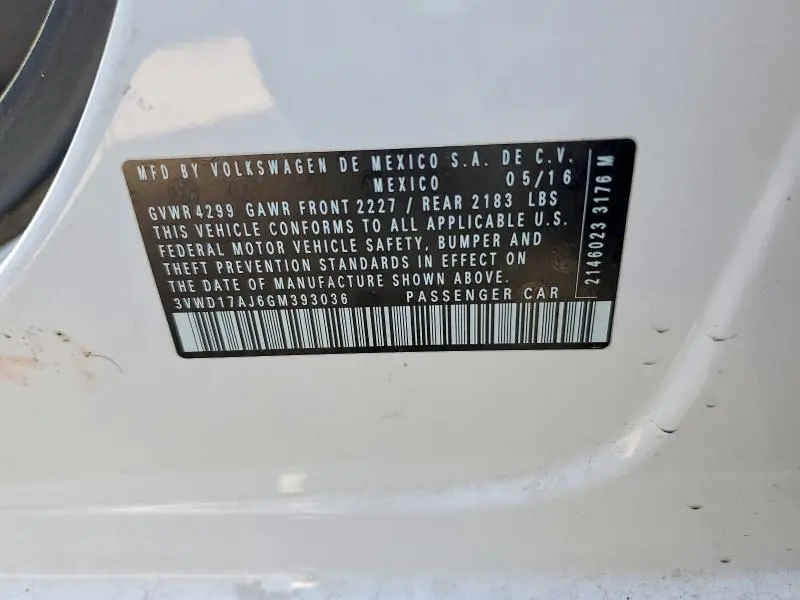 MFD BY VOLKSWAGEN DE MEXICO S.A. DE C.V.
MEXICO 05/16
GVWR 4299 GAWR FRONT 2227 / REAR 2183 LBS
THIS VEHICLE CONFORMS TO ALL APPLICABLE U.S.
FEDERAL MOTOR VEHICLE SAFETY, BUMPER AND
THEFT PREVENTION STANDARDS IN EFFECT ON
THE DATE OF MANUFACTURE SHOWN ABOVE.
3VWD17AJ6GM393036 PASSENGER CAR
2146023 3176 M